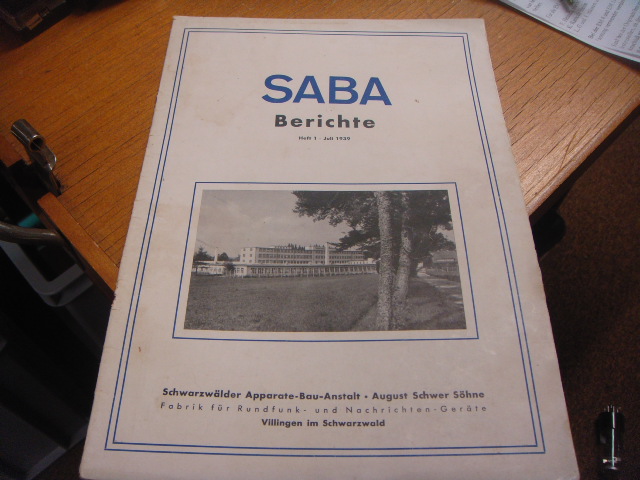 SABA
Berichte
Heft 1 · Juli 1939
Schwarzwälder Apparate-Bau-Anstalt • August Schwer Söhne
Fabrik für Rundfunk- und Nachrichten-Geräte
Villingen im Schwarzwald